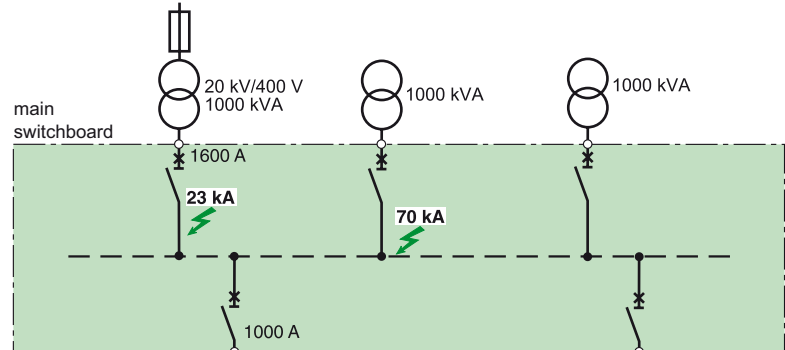 20 kV/400 V
1000 kVA
1000 kVA
1000 kVA
main
switchboard
1600 A
23 kA
70 kA
1000 A